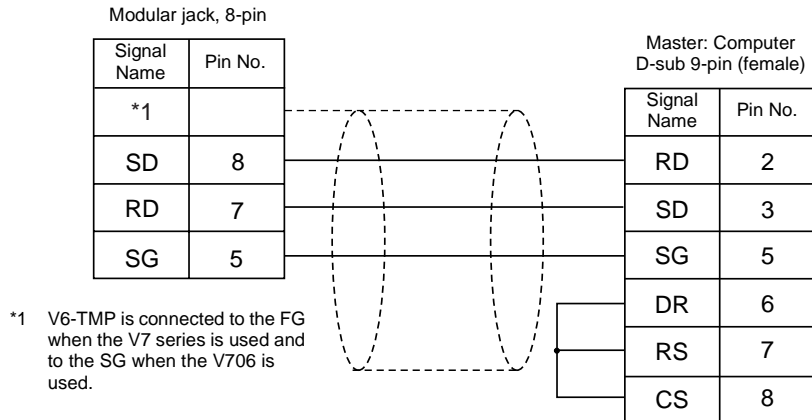 Modular jack, 8-pin
Signal Name Pin No.
*1
SD 8
RD 7
SG 5
*1 V6-TMP is connected to the FG
when the V7 series is used and
to the SG when the V706 is
used.
Master: Computer
D-sub 9-pin (female)
Signal Name Pin No.
RD 2
SD 3
SG 5
DR 6
RS 7
CS 8